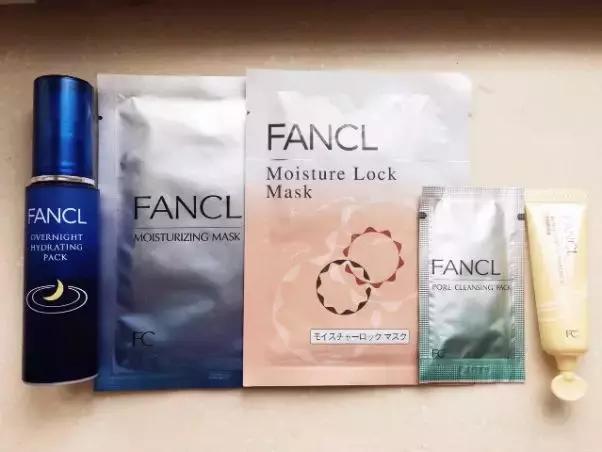 FANCL
OVERNIGHT
HYDRATING
PACK
FANCL
MOISTURIZING MASK
FC
FANCL
Moisture Lock
Mask
モイスチャーロック マスク
FANCL
PORE CLEANSING PACK
FC
FANCL
FC